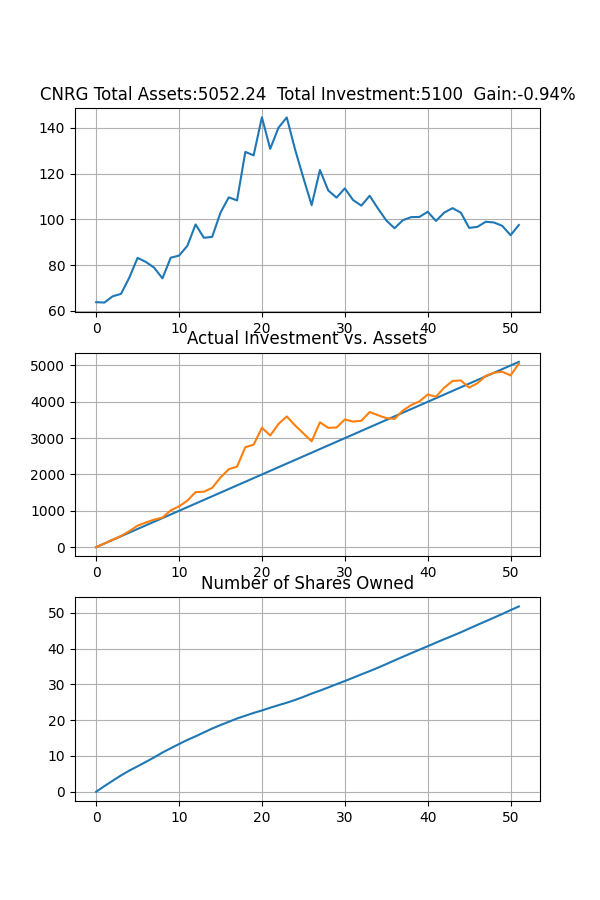 CNRG Total Assets:5052.24  Total Investment:5100  Gain:-0.94%
140
120
100
80
60
0 10 20 30 40 50
Actual Investment vs. Assets
5000
4000
3000
2000
1000
0
0 10 20 30 40 50
Number of Shares Owned
50
40
30
20
10
0
0 10 20 30 40 50